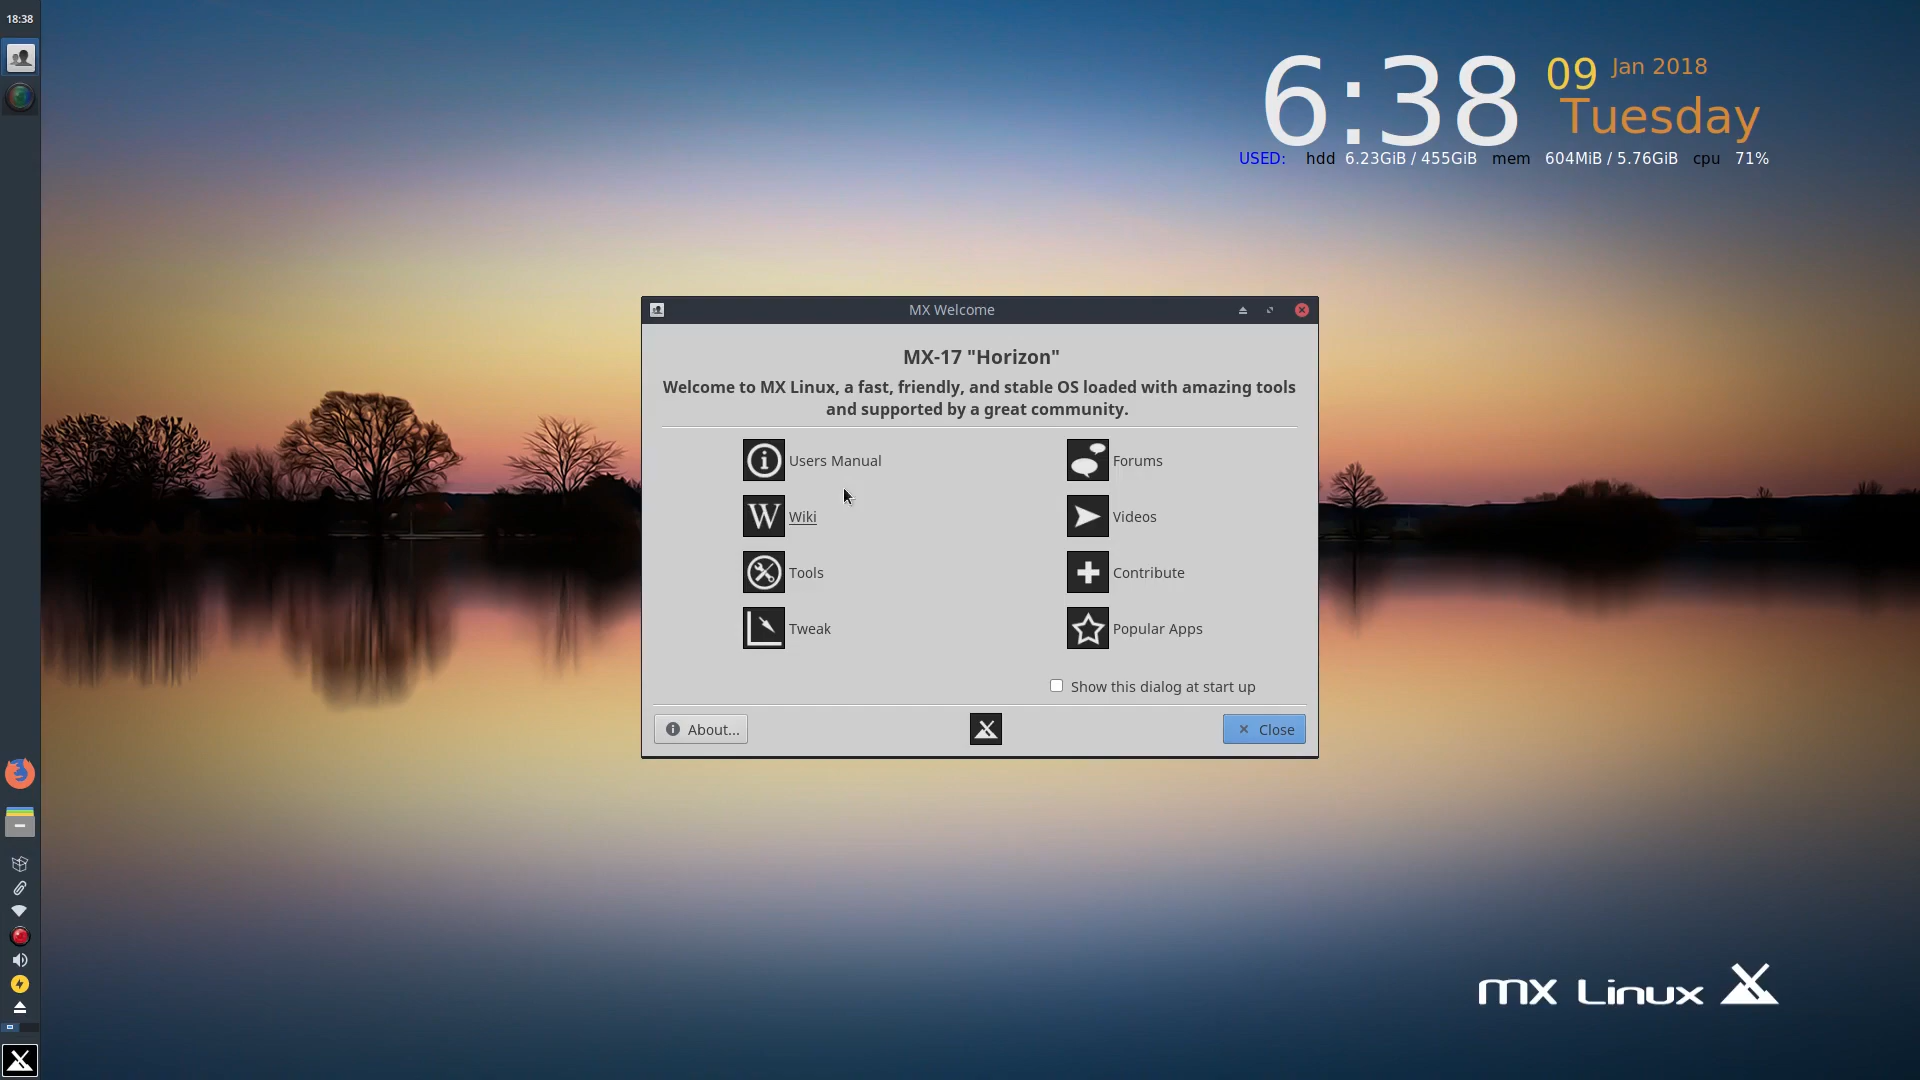 18:38
6:38 09 Jan 2018
Tuesday
USED: hdd 6.23GiB / 455GiB mem 604MiB / 5.76GiB cpu 71%
MX Welcome
MX-17 "Horizon"
Welcome to MX Linux, a fast, friendly, and stable OS loaded with amazing tools
and supported by a great community.
Users Manual
Forums
W Wiki
Videos
Tools
Contribute
Tweak
Popular Apps
Show this dialog at start up
About...
Close
mx Linux